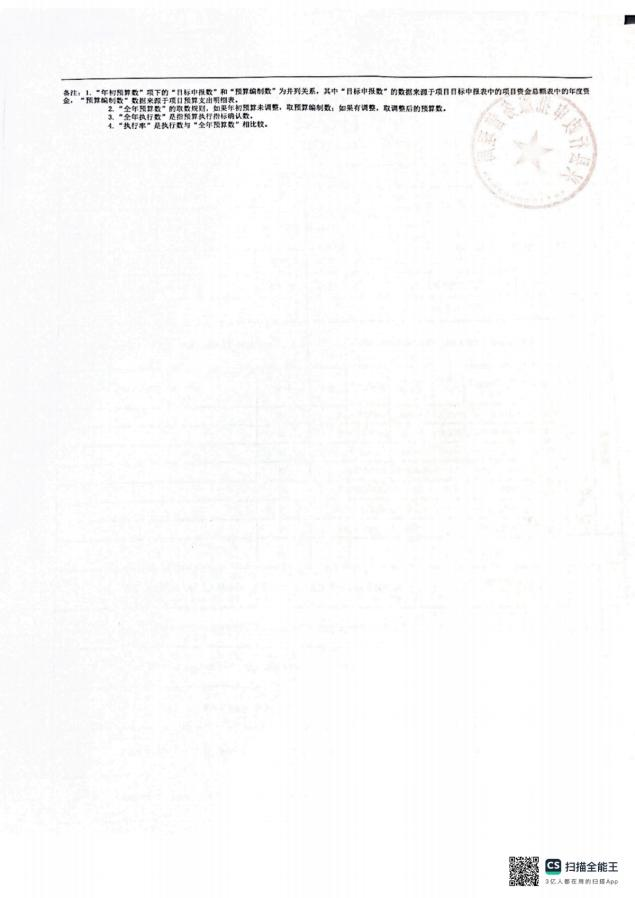 备注：1. “年初预算数”项下的“目标申报数”和“预算编制数”为并列关系，其中“目标申报数”的数据来源于项目目标申报表中的项目资金总额表中的年度资
金，“预算编制数”数据来源于项目预算支出明细表。
2. “全年预算数”的取数规则，如果年初预算未调整，取预算编制数；如果有调整，取调整后的预算数。
3. “全年执行数”是指预算执行指标确认数。
4. “执行率”是执行数与“全年预算数”相比较。
CS 扫描全能王
3亿人都在用的扫描App